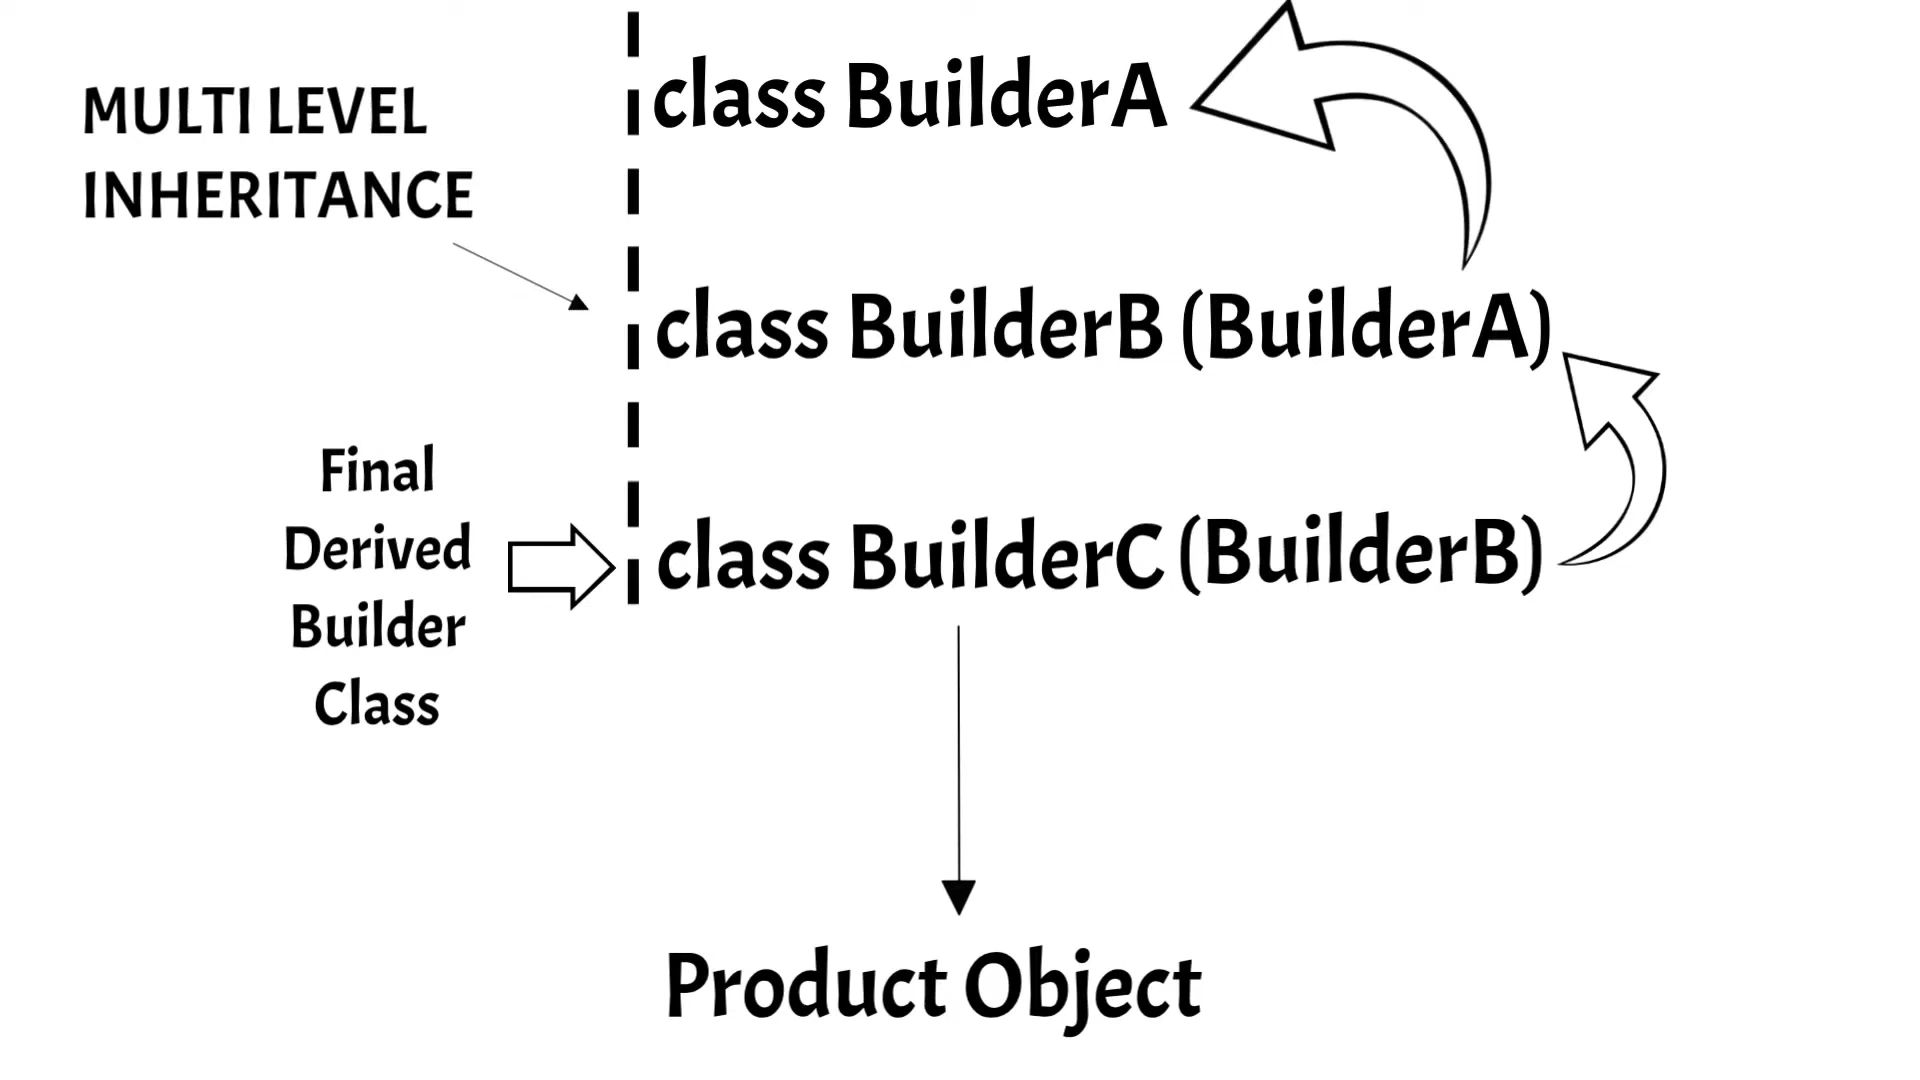 class BuilderA
MULTI LEVEL
INHERITANCE
class BuilderB (BuilderA)
Final
Derived
Builder
Class
class BuilderC (BuilderB)
Product Object